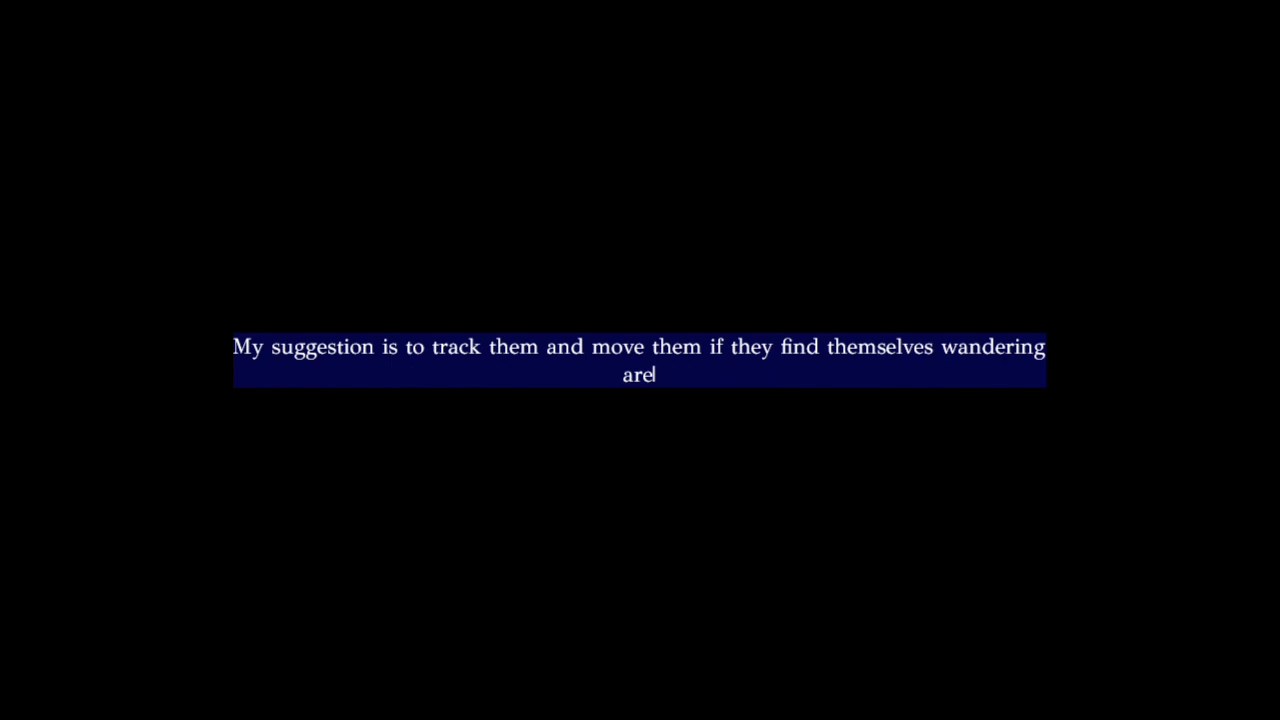 My suggestion is to track them and move them if they find themselves wandering
are